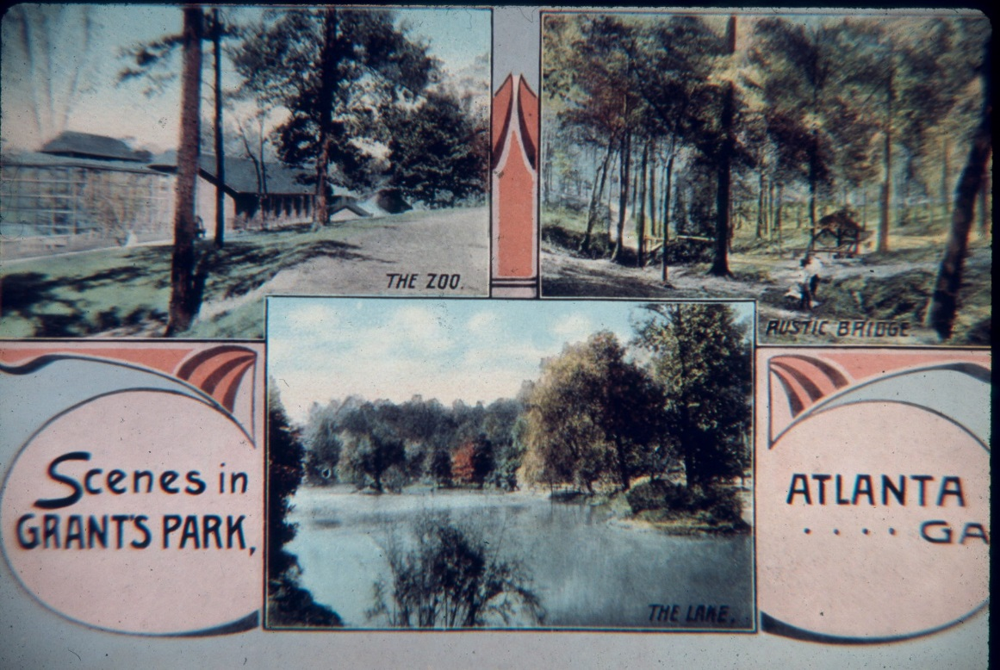 THE ZOO.
RUSTIC BRIDGE
Scenes in
GRANT'S PARK,
THE LAKE.
ATLANTA
.... GA